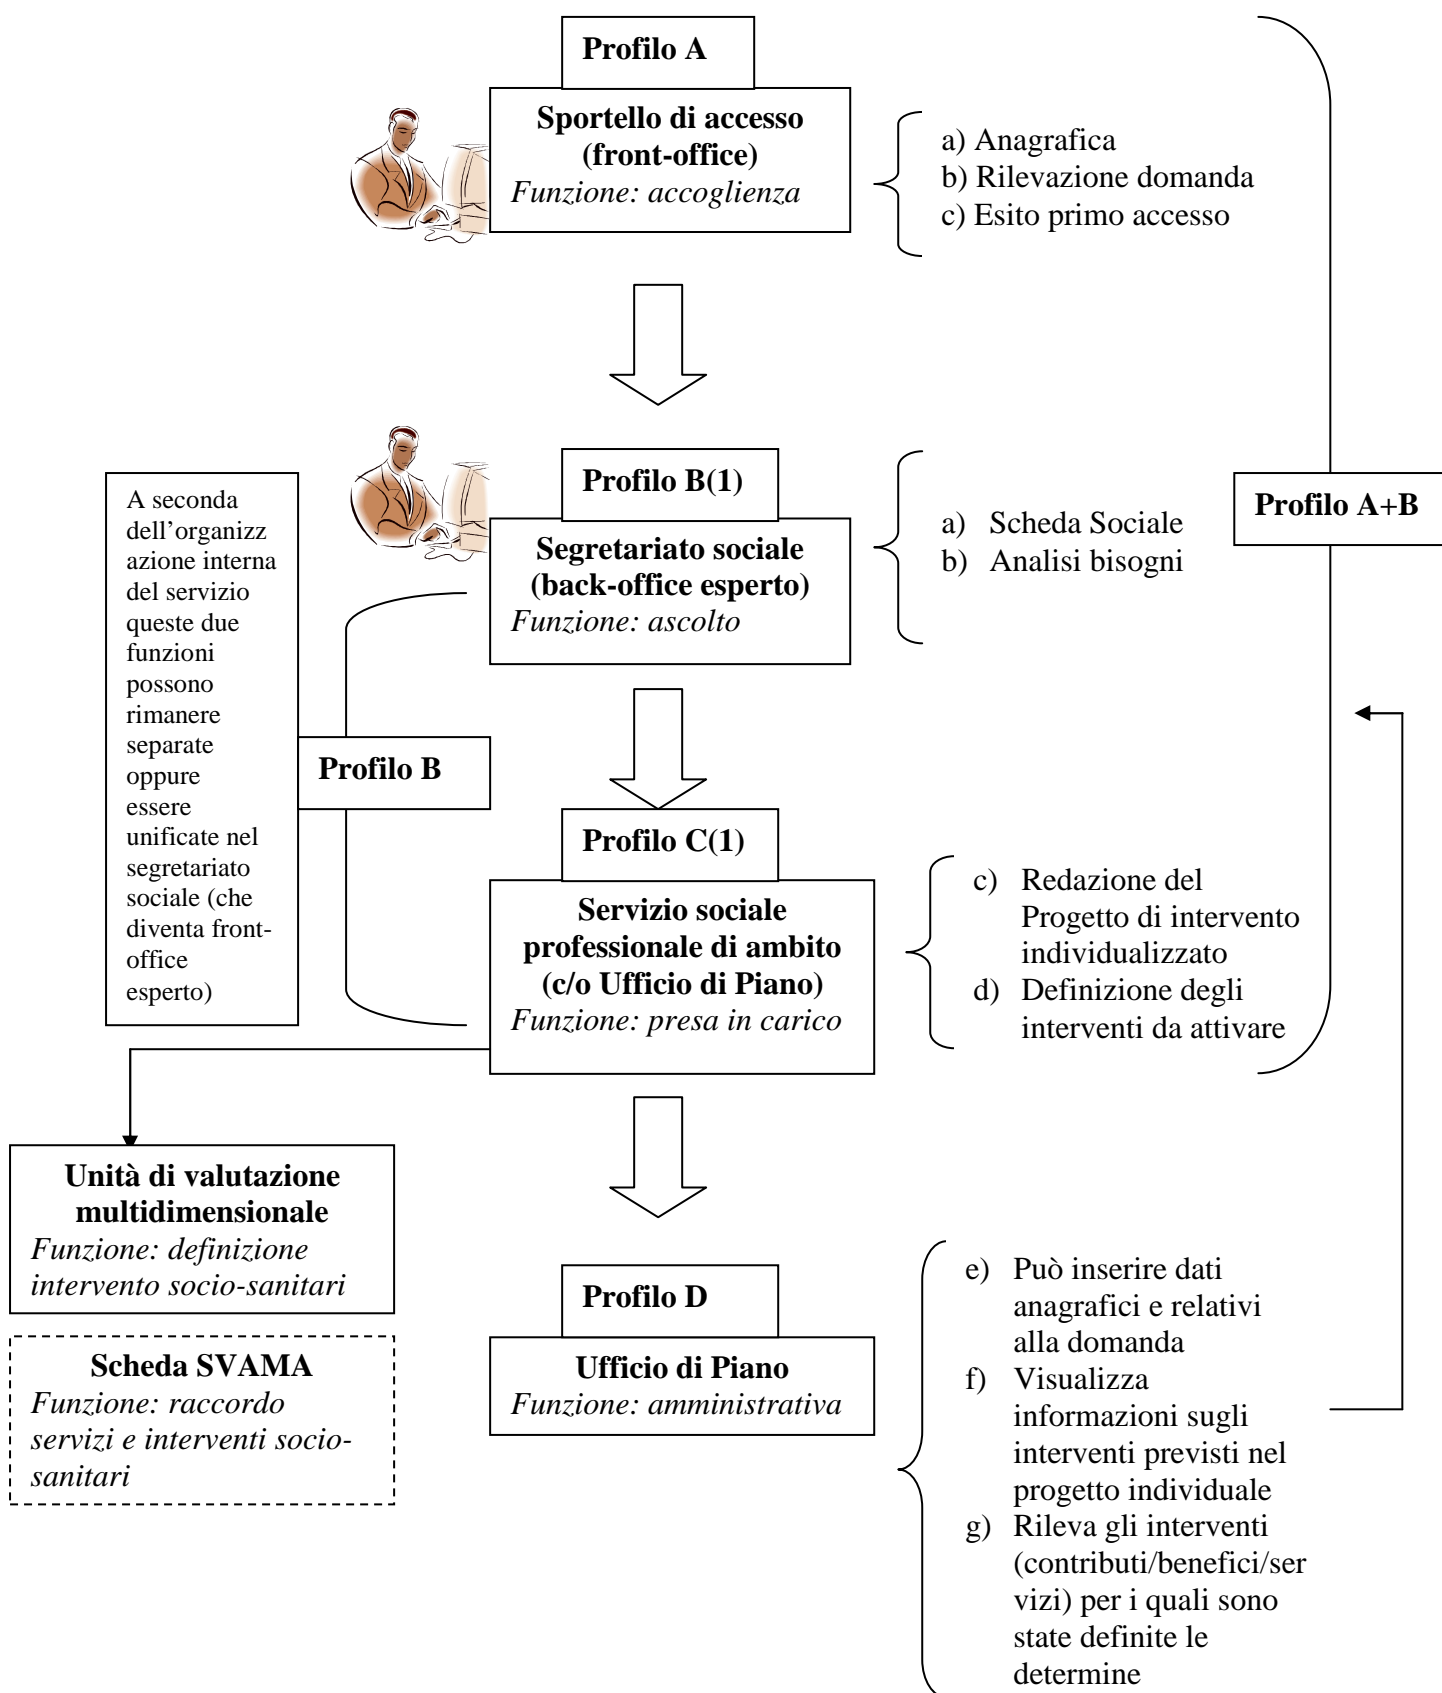 Profilo A
Sportello di accesso
(front-office)
Funzione: accoglienza
a) Anagrafica
b) Rilevazione domanda
c) Esito primo accesso
Profilo B(1)
Segretariato sociale
(back-office esperto)
Funzione: ascolto
a) Scheda Sociale
b) Analisi bisogni
Profilo A+B
A seconda
dell’organizz
azione interna
del servizio
queste due
funzioni
possono
rimanere
separate
oppure
essere
unificate nel
segretariato
sociale (che
diventa front-
office
esperto)
Profilo B
Profilo C(1)
Servizio sociale
professionale di ambito
(c/o Ufficio di Piano)
Funzione: presa in carico
c) Redazione del
Progetto di intervento
individualizzato
d) Definizione degli
interventi da attivare
Unità di valutazione
multidimensionale
Funzione: definizione
intervento socio-sanitari
Scheda SVAMA
Funzione: raccordo
servizi e interventi socio-
sanitari
Profilo D
Ufficio di Piano
Funzione: amministrativa
e) Può inserire dati
anagrafici e relativi
alla domanda
f) Visualizza
informazioni sugli
interventi previsti nel
progetto individuale
g) Rileva gli interventi
(contributi/benefici/ser
vizi) per i quali sono
state definite le
determine